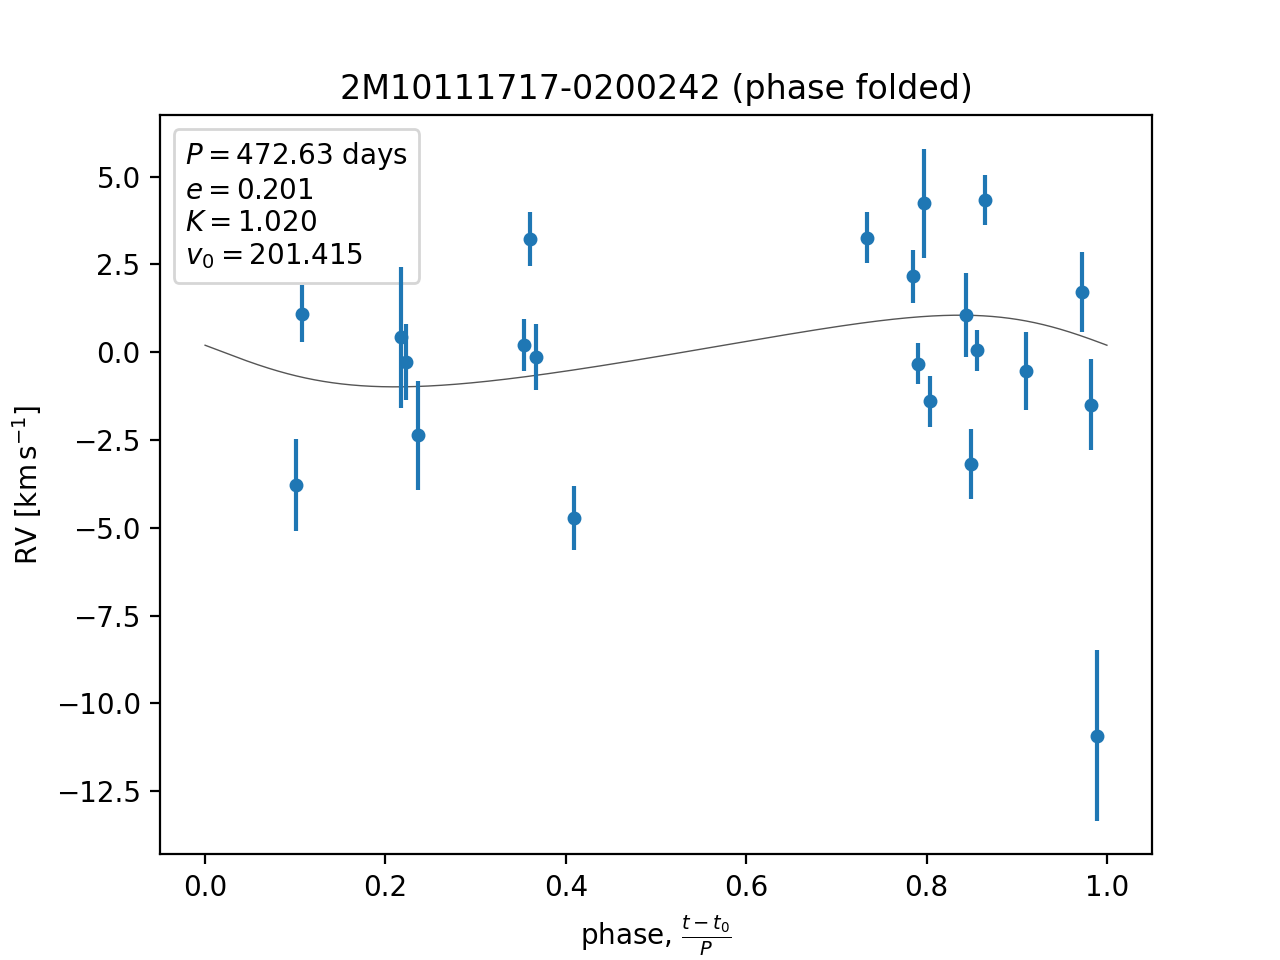 2M10111717-0200242 (phase folded)
P = 472.63 days
e = 0.201
K = 1.020
v₀ = 201.415
5.0
2.5
0.0
−2.5
−5.0
−7.5
−10.0
−12.5
RV [km s⁻¹]
0.0 0.2 0.4 0.6 0.8 1.0
phase, (t − t₀)/P